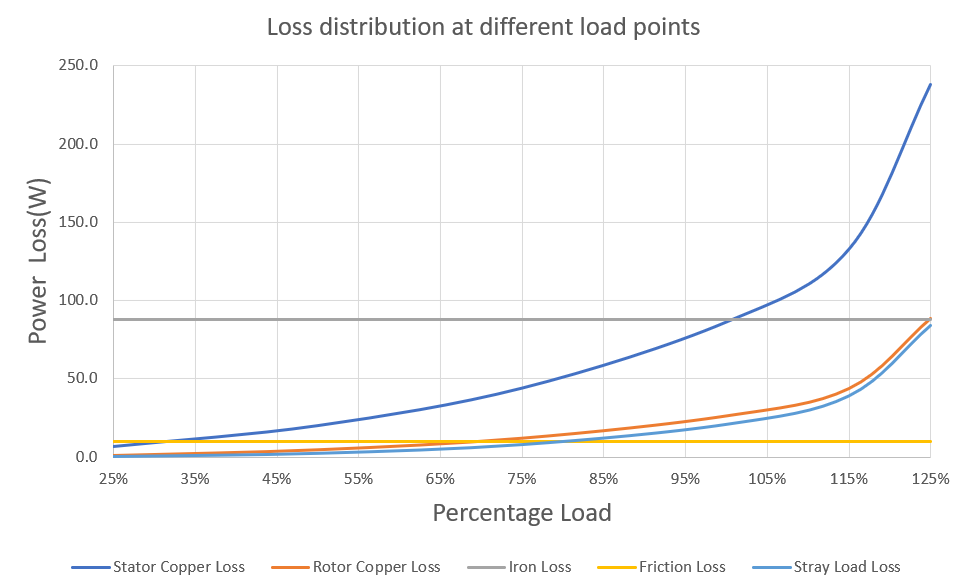 Loss distribution at different load points
250.0
200.0
150.0
100.0
50.0
0.0
Power Loss(W)
25% 35% 45% 55% 65% 75% 85% 95% 105% 115% 125%
Percentage Load
Stator Copper Loss Rotor Copper Loss Iron Loss Friction Loss Stray Load Loss